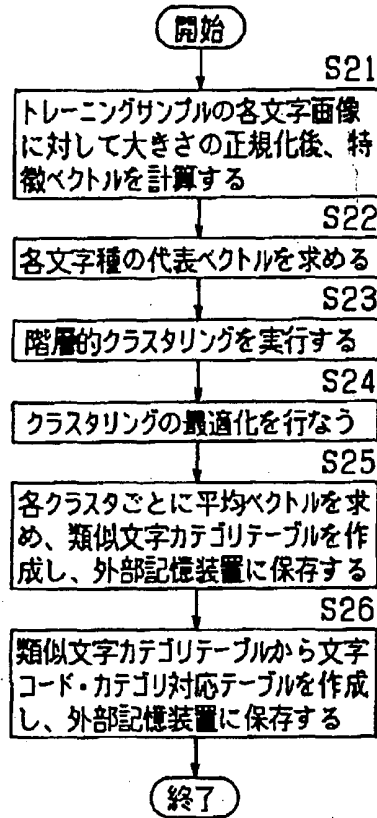 開始
S21
トレーニングサンプルの各文字画像
に対して大きさの正規化後、特
徴ベクトルを計算する
S22
各文字種の代表ベクトルを求める
S23
階層的クラスタリングを実行する
S24
クラスタリングの最適化を行なう
S25
各クラスタごとに平均ベクトルを求
め、類似文字カテゴリテーブルを作
成し、外部記憶装置に保存する
S26
類似文字カテゴリテーブルから文字
コード・カテゴリ対応テーブルを作成
し、外部記憶装置に保存する
終了